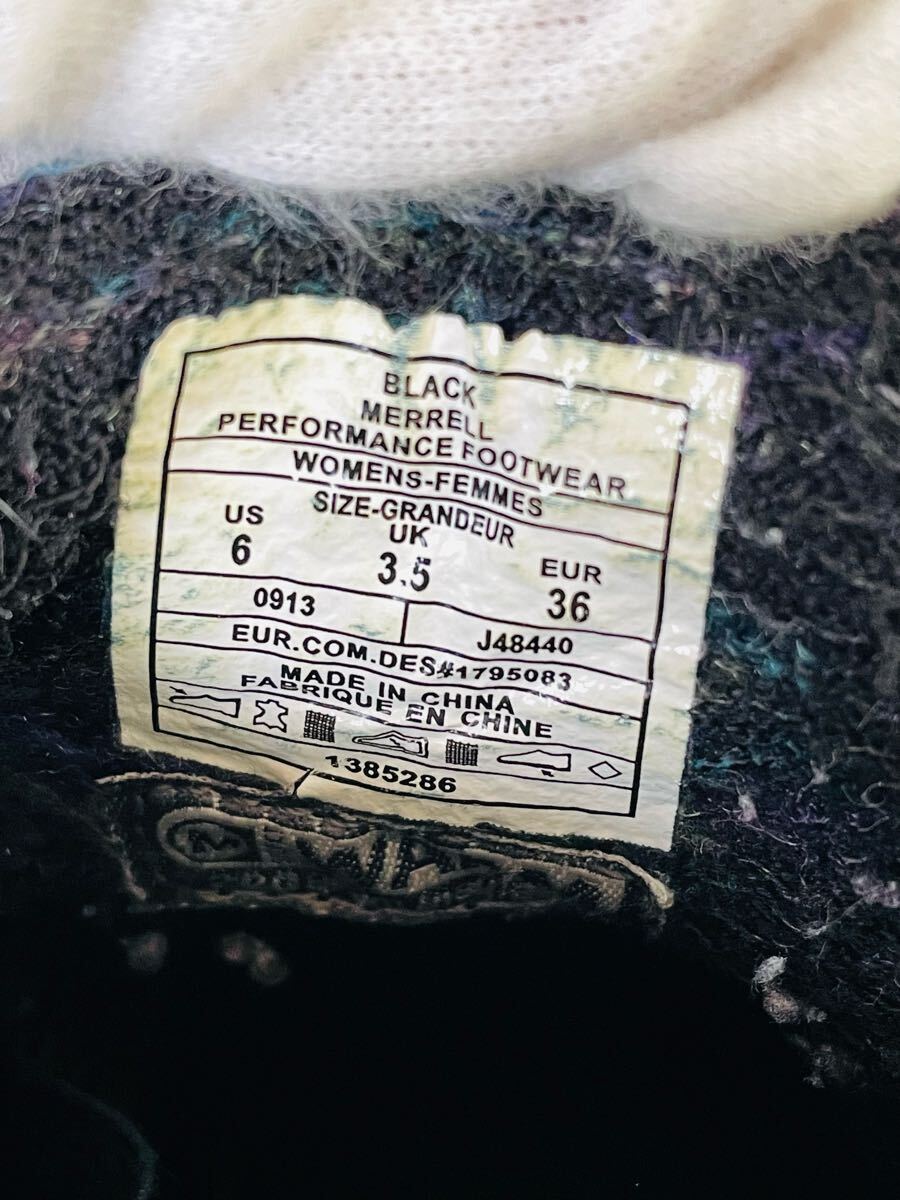 BLACK
MERRELL
PERFORMANCE FOOTWEAR
WOMENS-FEMMES
SIZE-GRANDEUR
US UK EUR
6 3.5 36
0913 J48440
EUR.COM.DES#1795083
MADE IN CHINA
FABRIQUE EN CHINE
1385286